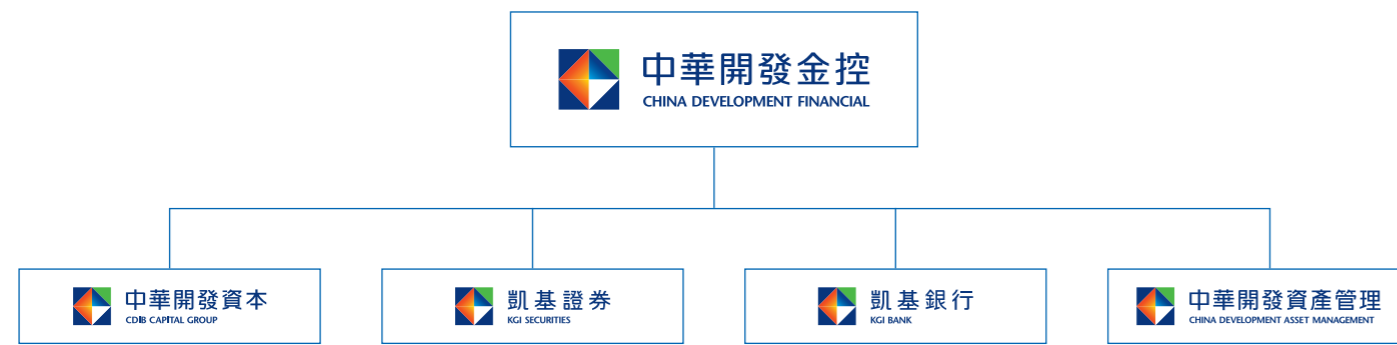 中華開發金控
CHINA DEVELOPMENT FINANCIAL
中華開發資本
CDIB CAPITAL GROUP
凱基證券
KGI SECURITIES
凱基銀行
KGI BANK
中華開發資產管理
CHINA DEVELOPMENT ASSET MANAGEMENT